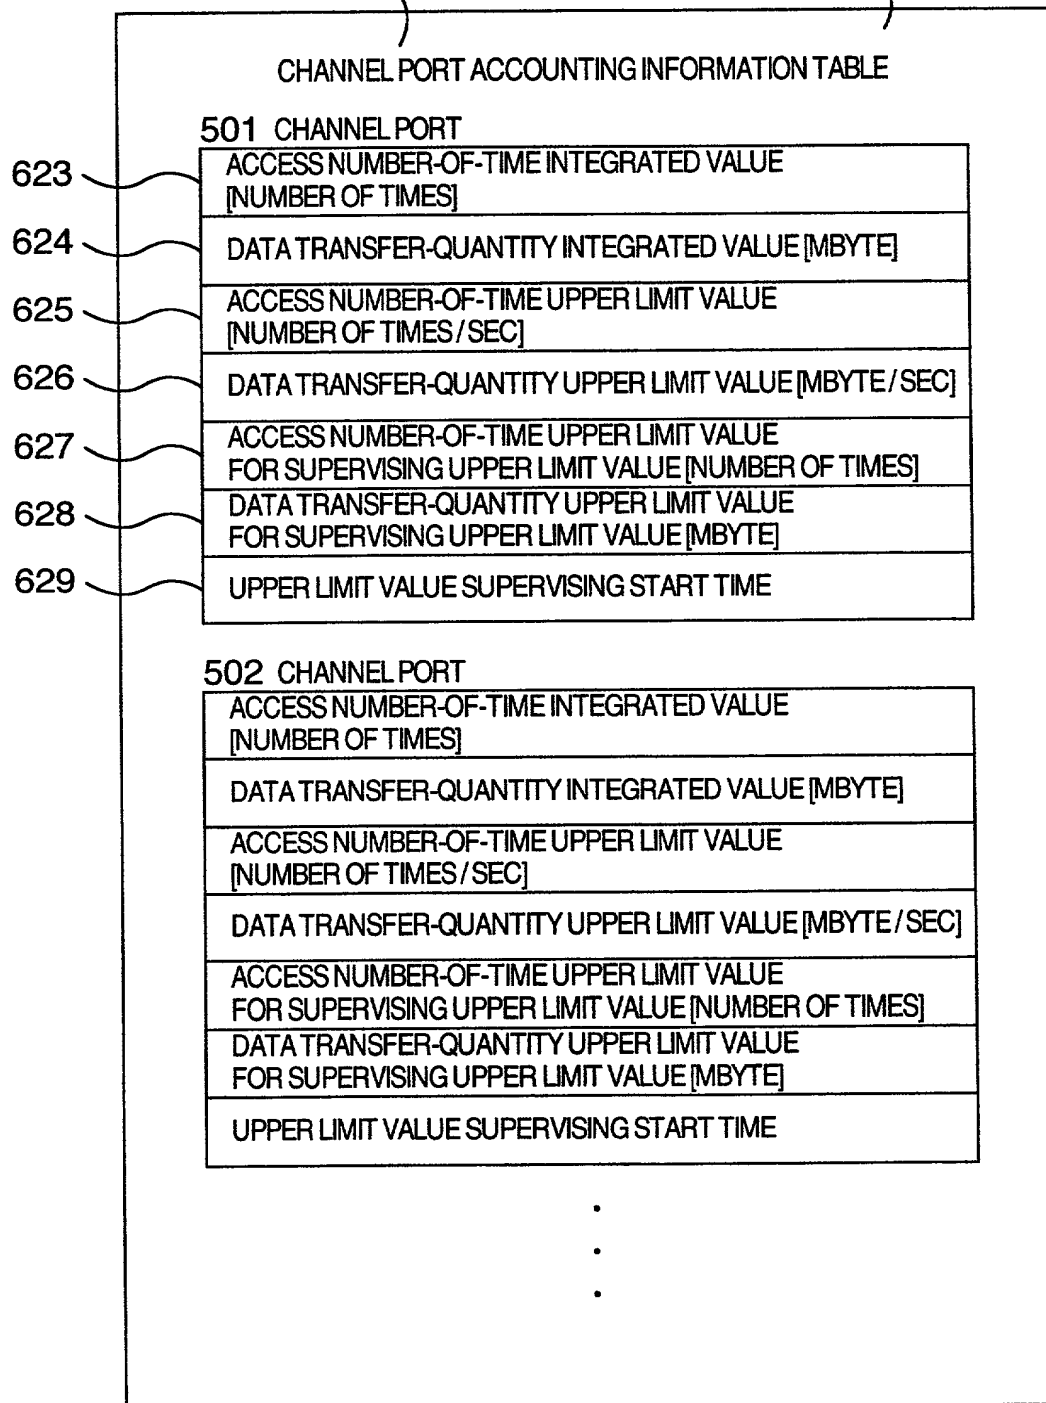 CHANNEL PORT ACCOUNTING INFORMATION TABLE
501 CHANNEL PORT
623
ACCESS NUMBER-OF-TIME INTEGRATED VALUE
[NUMBER OF TIMES]
624
DATA TRANSFER-QUANTITY INTEGRATED VALUE [MBYTE]
625
ACCESS NUMBER-OF-TIME UPPER LIMIT VALUE
[NUMBER OF TIMES / SEC]
626
DATA TRANSFER-QUANTITY UPPER LIMIT VALUE [MBYTE / SEC]
627
ACCESS NUMBER-OF-TIME UPPER LIMIT VALUE
FOR SUPERVISING UPPER LIMIT VALUE [NUMBER OF TIMES]
628
DATA TRANSFER-QUANTITY UPPER LIMIT VALUE
FOR SUPERVISING UPPER LIMIT VALUE [MBYTE]
629
UPPER LIMIT VALUE SUPERVISING START TIME
502 CHANNEL PORT
ACCESS NUMBER-OF-TIME INTEGRATED VALUE
[NUMBER OF TIMES]
DATA TRANSFER-QUANTITY INTEGRATED VALUE [MBYTE]
ACCESS NUMBER-OF-TIME UPPER LIMIT VALUE
[NUMBER OF TIMES / SEC]
DATA TRANSFER-QUANTITY UPPER LIMIT VALUE [MBYTE / SEC]
ACCESS NUMBER-OF-TIME UPPER LIMIT VALUE
FOR SUPERVISING UPPER LIMIT VALUE [NUMBER OF TIMES]
DATA TRANSFER-QUANTITY UPPER LIMIT VALUE
FOR SUPERVISING UPPER LIMIT VALUE [MBYTE]
UPPER LIMIT VALUE SUPERVISING START TIME